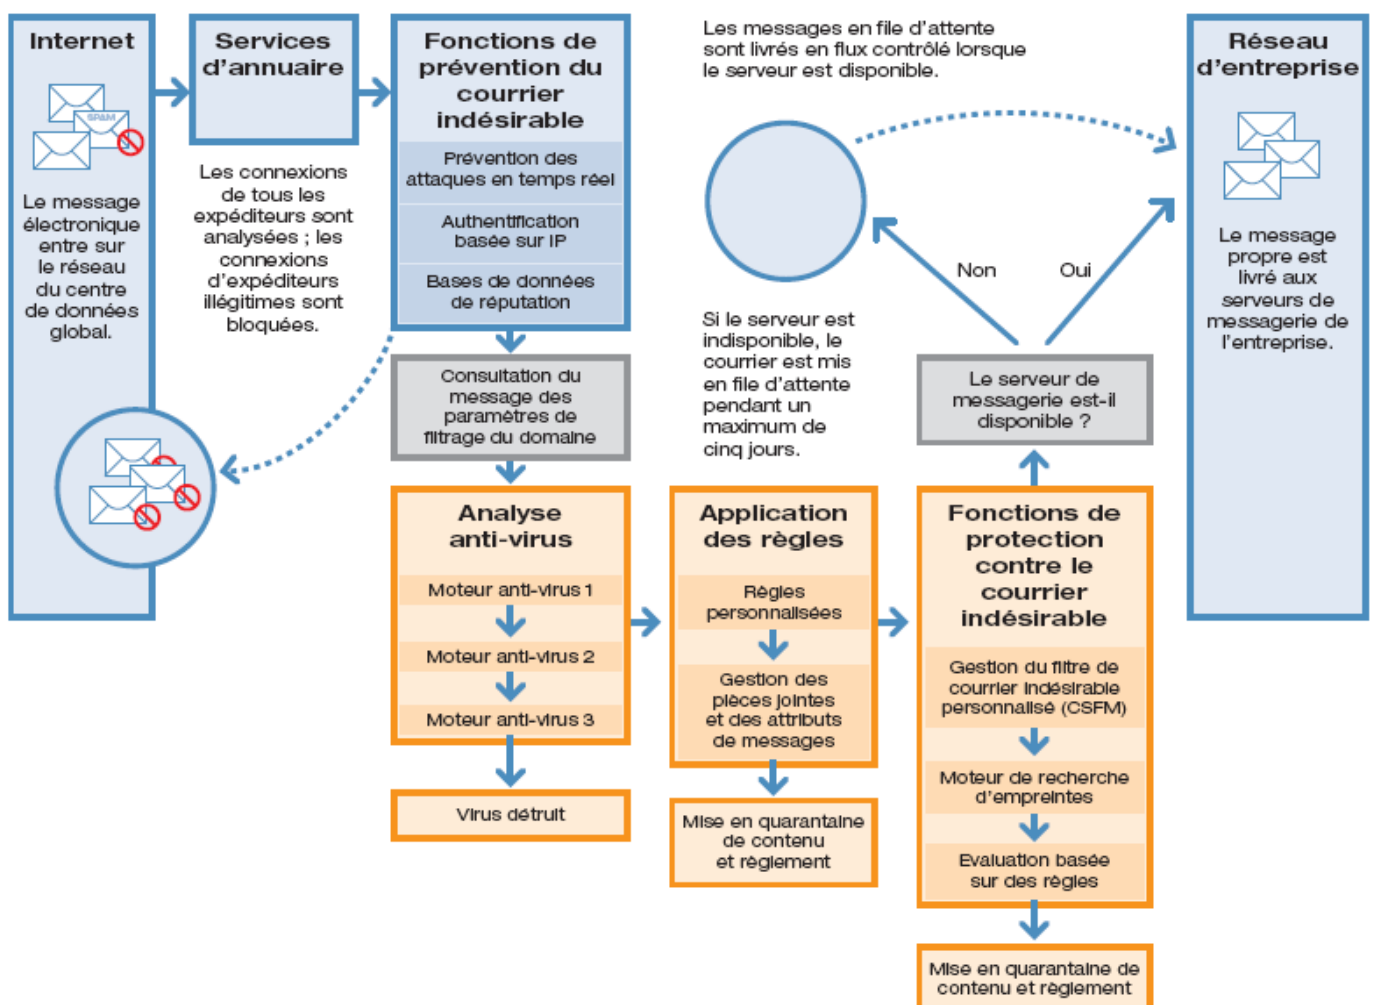 Internet
SPAM
Le message
électronique
entre sur
le réseau
du centre
de données
global.
Services
d'annuaire
Les connexions
de tous les
expéditeurs sont
analysées ; les
connexions
d'expéditeurs
illégitimes sont
bloquées.
Fonctions de
prévention du
courrier
indésirable
Prévention des
attaques en temps réel
Authentification
basée sur IP
Bases de données
de réputation
Consultation du
message des
paramètres de
filtrage du domaine
Analyse
anti-virus
Moteur anti-virus 1
Moteur anti-virus 2
Moteur anti-virus 3
Virus détruit
Application
des règles
Règles
personnalisées
Gestion des
pièces jointes
et des attributs
de messages
Mise en quarantaine
de contenu
et règlement
Fonctions de
protection
contre le
courrier
indésirable
Gestion du filtre de
courrier indésirable
personnalisé (CSFM)
Moteur de recherche
d'empreintes
Evaluation basée
sur des règles
Mise en quarantaine de
contenu et règlement
Le serveur de
messagerie est-il
disponible ?
Non
Oui
Si le serveur est
indisponible, le
courrier est mis
en file d'attente
pendant un
maximum de
cinq jours.
Les messages en file d'attente
sont livrés en flux contrôlé lorsque
le serveur est disponible.
Réseau
d'entreprise
Le message
propre est
livré aux
serveurs de
messagerie de
l'entreprise.